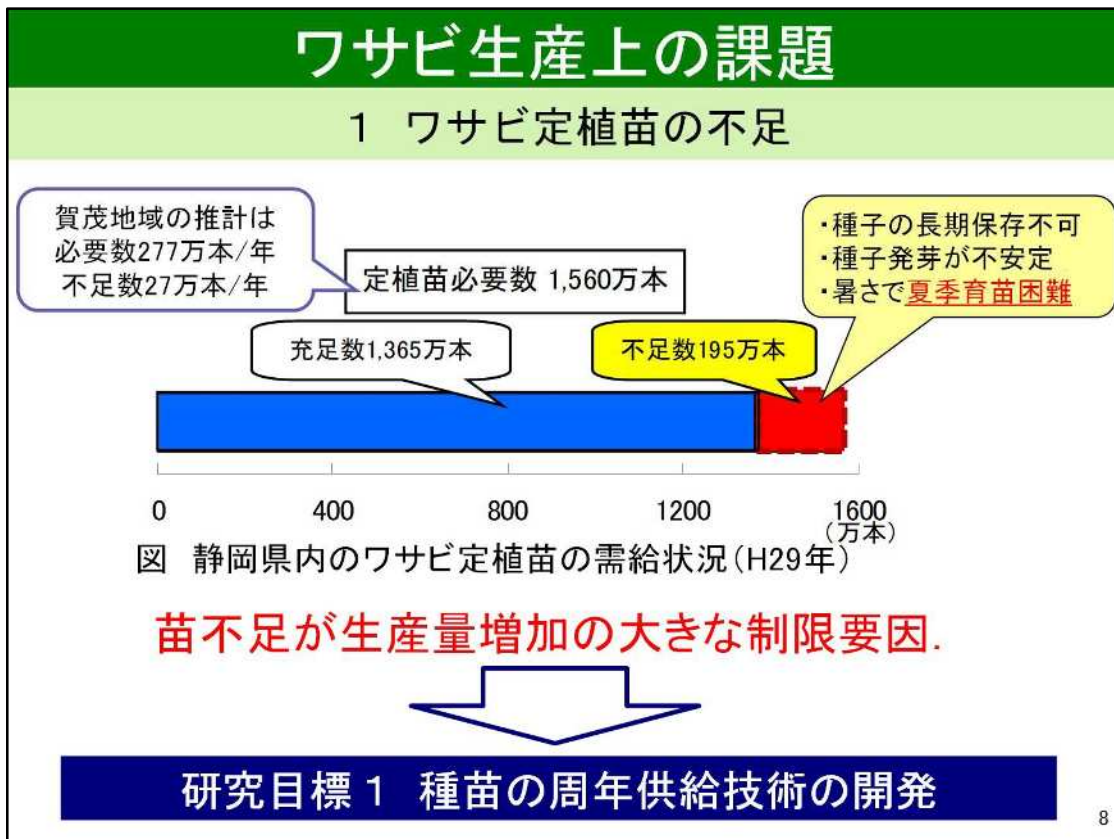 ワサビ生産上の課題
1 ワサビ定植苗の不足
賀茂地域の推計は
必要数277万本/年
不足数27万本/年
定植苗必要数 1,560万本
・種子の長期保存不可
・種子発芽が不安定
・暑さで夏季育苗困難
充足数1,365万本
不足数195万本
0 400 800 1200 1600
(万本)
図 静岡県内のワサビ定植苗の需給状況(H29年)
苗不足が生産量増加の大きな制限要因.
研究目標1 種苗の周年供給技術の開発
8